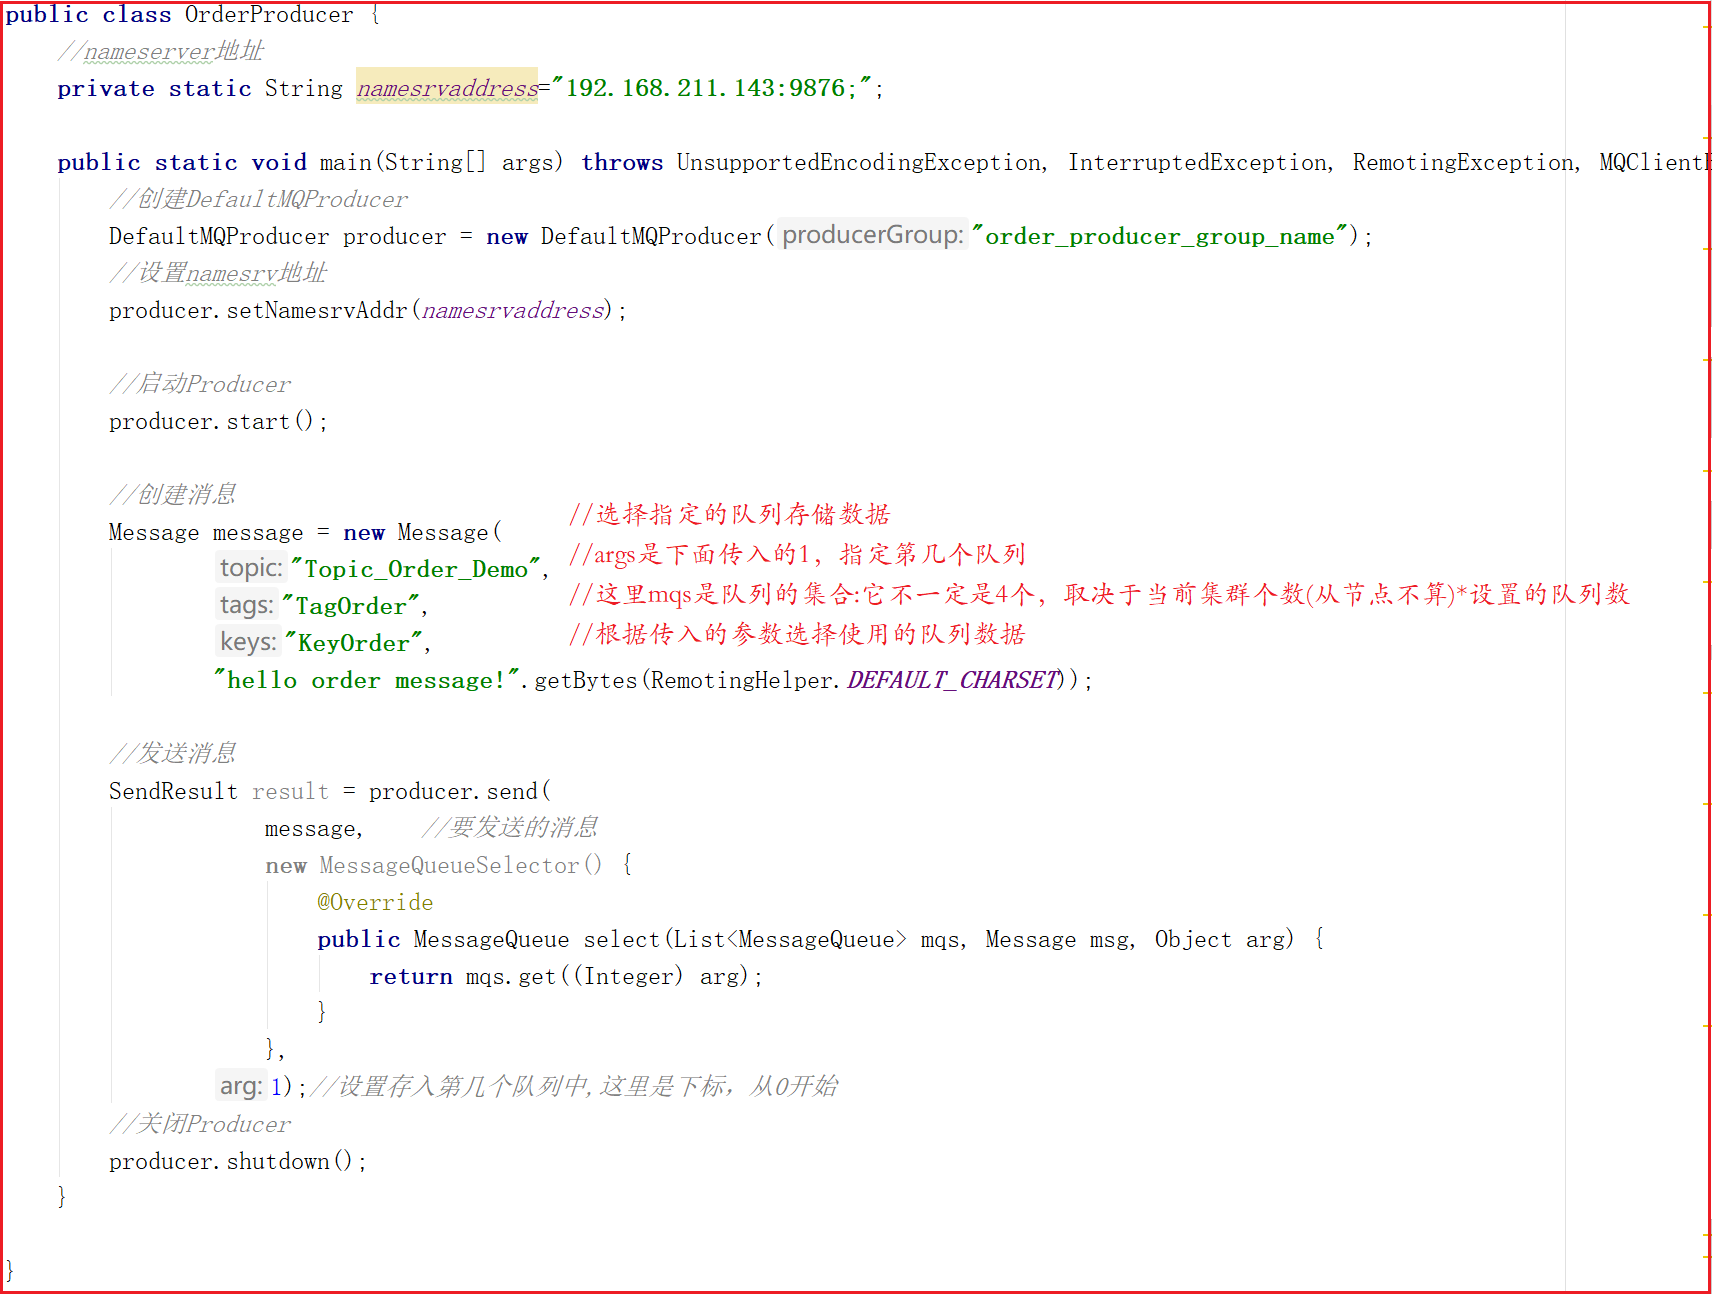 public class OrderProducer {
//nameserver地址
private static String namesrvaddress="192.168.211.143:9876;";
public static void main(String[] args) throws UnsupportedEncodingException, InterruptedException, RemotingException, MQClient
//创建DefaultMQProducer
DefaultMQProducer producer = new DefaultMQProducer( producerGroup: "order_producer_group_name");
//设置namesrv地址
producer.setNamesrvAddr(namesrvaddress);
//启动Producer
producer.start();
//创建消息
//选择指定的队列存储数据
Message message = new Message(
//args是下面传入的1，指定第几个队列
topic: "Topic_Order_Demo",
//这里mqs是队列的集合:它不一定是4个，取决于当前集群个数(从节点不算)*设置的队列数
tags: "TagOrder",
//根据传入的参数选择使用的队列数据
keys: "KeyOrder",
"hello order message!".getBytes(RemotingHelper.DEFAULT_CHARSET));
//发送消息
SendResult result = producer.send(
message, //要发送的消息
new MessageQueueSelector() {
@Override
public MessageQueue select(List<MessageQueue> mqs, Message msg, Object arg) {
return mqs.get((Integer) arg);
}
},
arg: 1);//设置存入第几个队列中,这里是下标，从0开始
//关闭Producer
producer.shutdown();
}
}